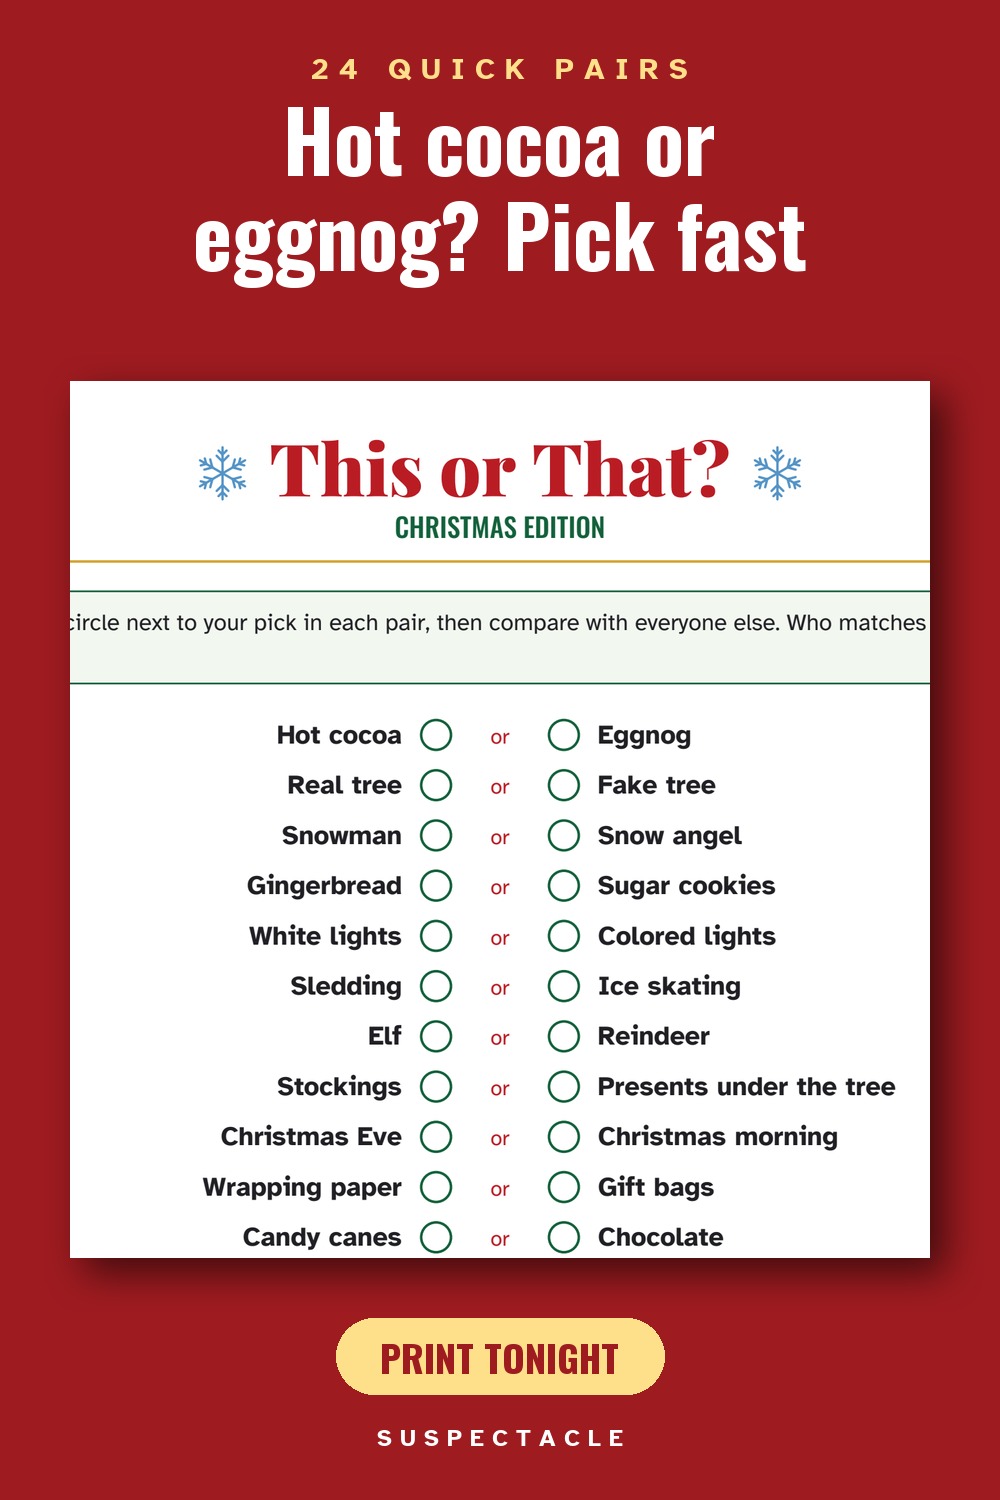 24 QUICK PAIRS
Hot cocoa or
eggnog? Pick fast
This or That?
CHRISTMAS EDITION
circle next to your pick in each pair, then compare with everyone else. Who matches
Hot cocoa or Eggnog
Real tree or Fake tree
Snowman or Snow angel
Gingerbread or Sugar cookies
White lights or Colored lights
Sledding or Ice skating
Elf or Reindeer
Stockings or Presents under the tree
Christmas Eve or Christmas morning
Wrapping paper or Gift bags
Candy canes or Chocolate
PRINT TONIGHT
SUSPECTACLE